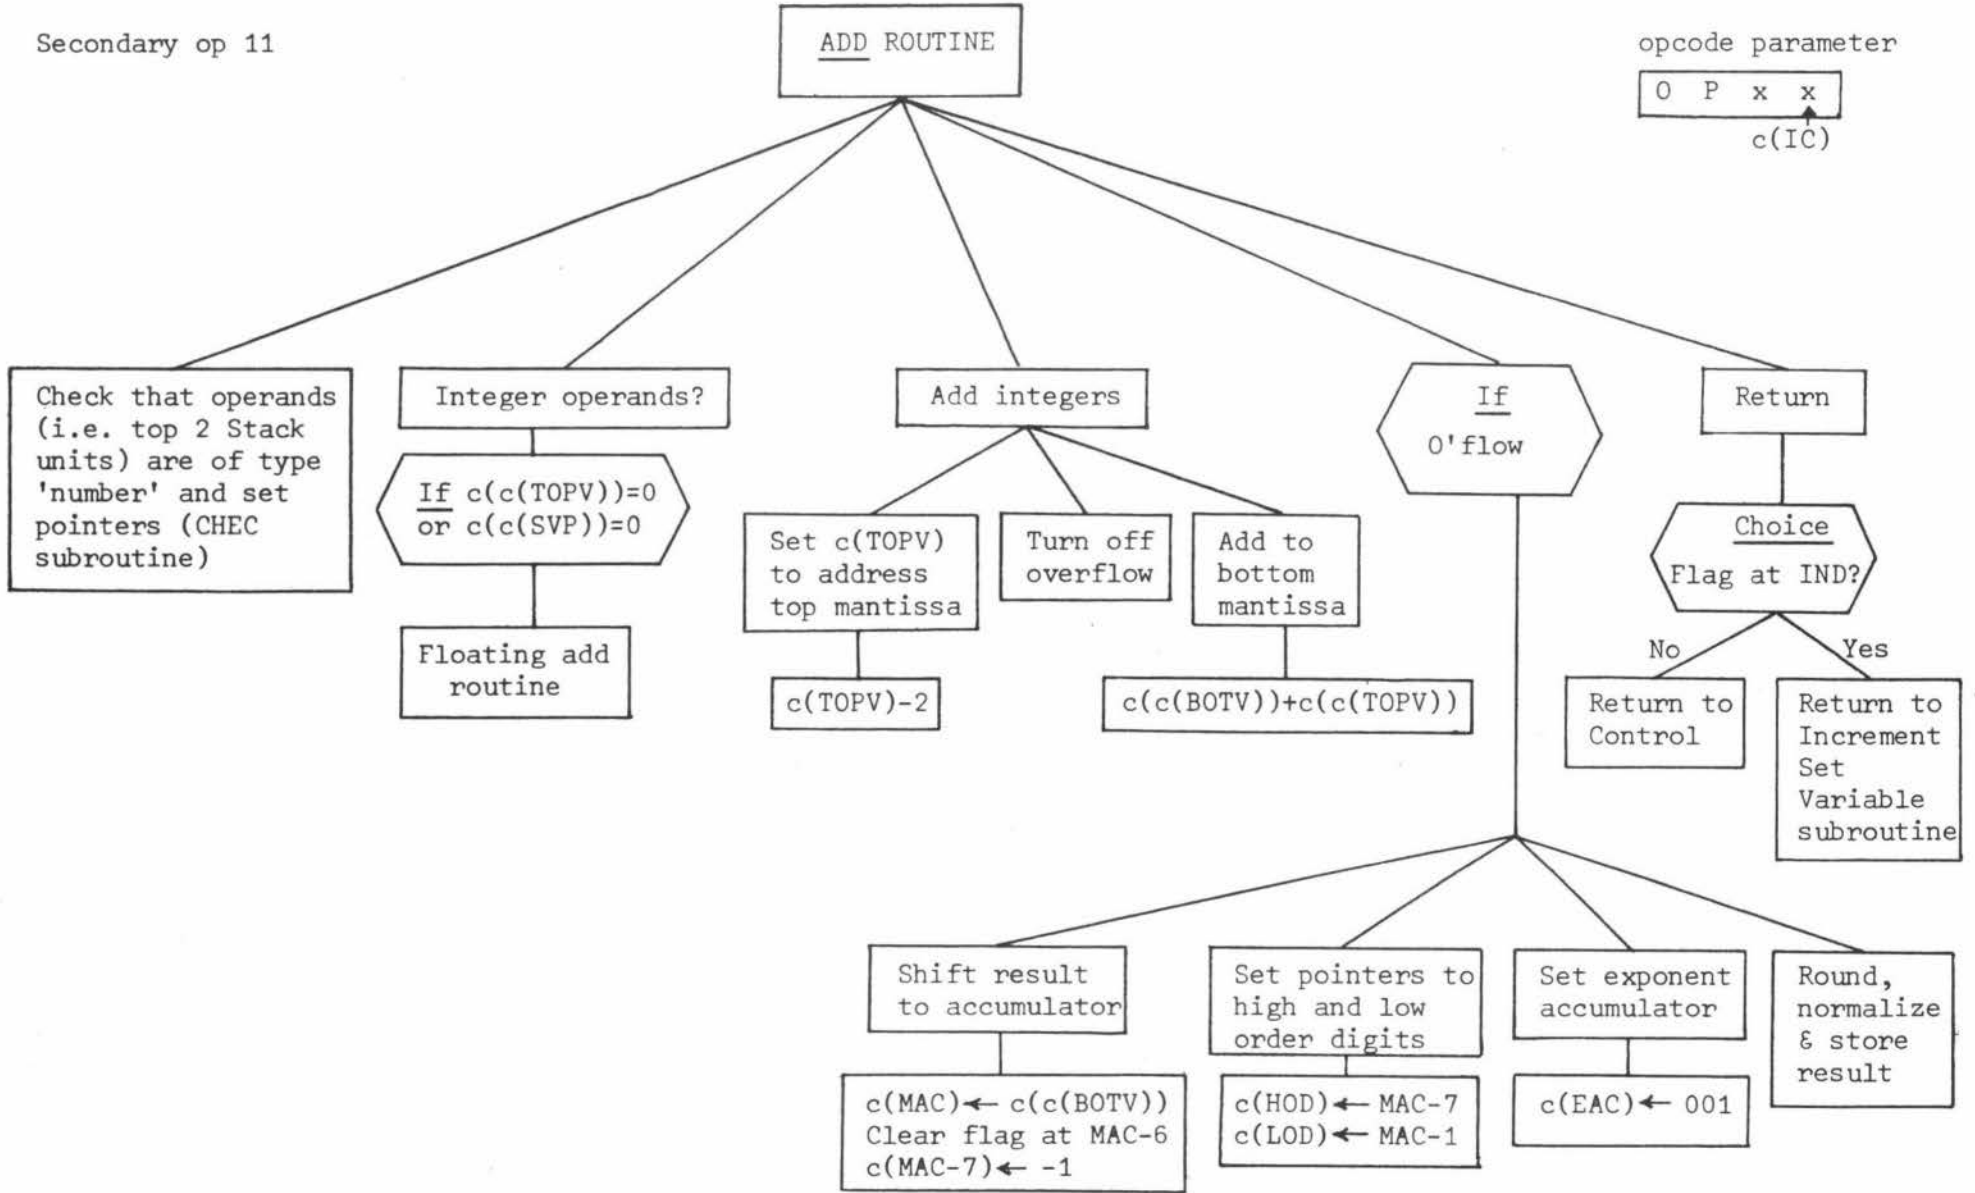 Secondary op 11
ADD ROUTINE
opcode parameter
O P x x
c(IC)
Check that operands
(i.e. top 2 Stack
units) are of type
'number' and set
pointers (CHEC
subroutine)
Integer operands?
If c(c(TOPV))=0
or c(c(SVP))=0
Floating add
routine
Add integers
Set c(TOPV)
to address
top mantissa
c(TOPV)-2
Turn off
overflow
Add to
bottom
mantissa
c(c(BOTV))+c(c(TOPV))
If
O'flow
Return
Choice
Flag at IND?
No
Yes
Return to
Control
Return to
Increment
Set
Variable
subroutine
Shift result
to accumulator
c(MAC)← c(c(BOTV))
Clear flag at MAC-6
c(MAC-7)← -1
Set pointers to
high and low
order digits
c(HOD)← MAC-7
c(LOD)← MAC-1
Set exponent
accumulator
c(EAC)← 001
Round,
normalize
& store
result